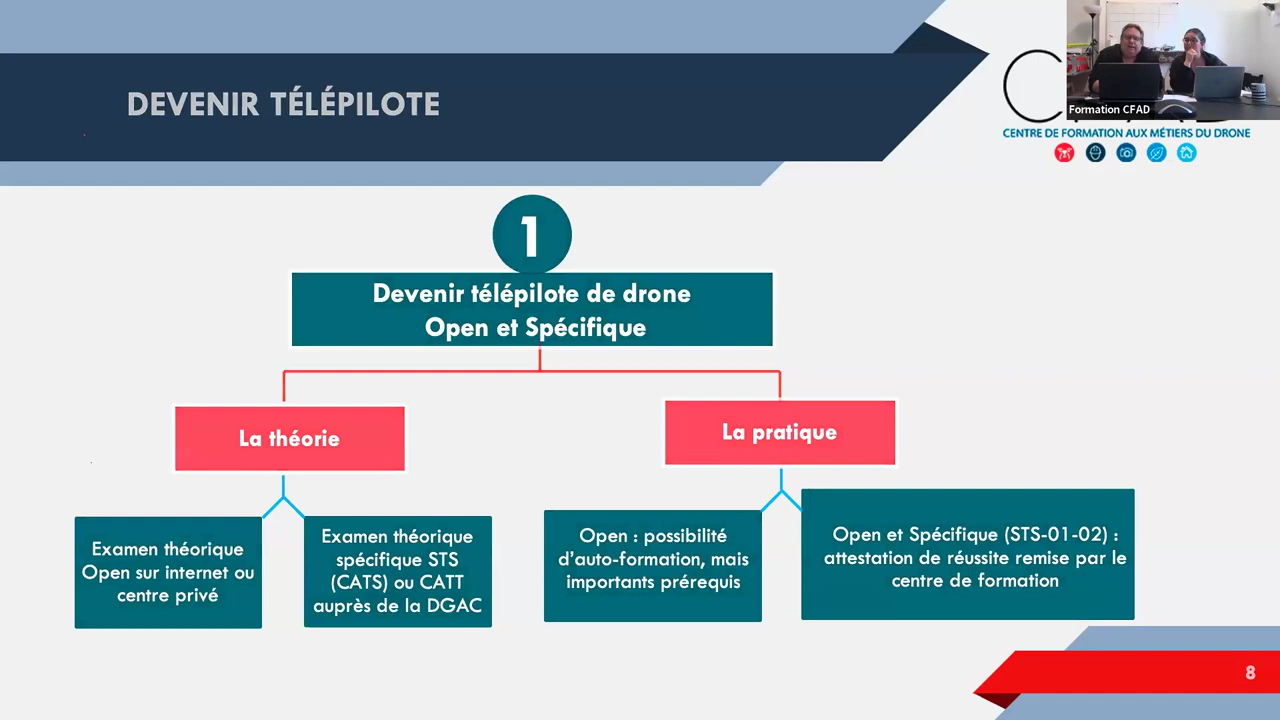 DEVENIR TÉLÉPILOTE
Formation CFAD
CENTRE DE FORMATION AUX MÉTIERS DU DRONE
1
Devenir télépilote de drone
Open et Spécifique
La théorie
La pratique
Examen théorique
Open sur internet ou
centre privé
Examen théorique
spécifique STS
(CATS) ou CATT
auprès de la DGAC
Open : possibilité
d'auto-formation, mais
importants prérequis
Open et Spécifique (STS-01-02) :
attestation de réussite remise par le
centre de formation
8